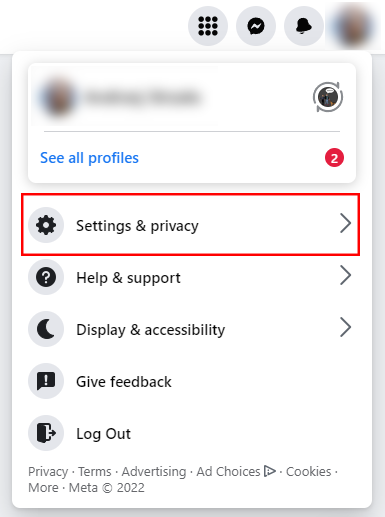 See all profiles
2
Settings & privacy
Help & support
Display & accessibility
Give feedback
Log Out
Privacy · Terms · Advertising · Ad Choices · Cookies ·
More · Meta © 2022